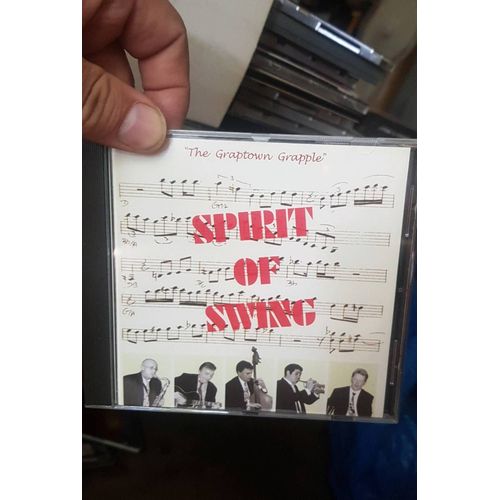 "The Graptown Grapple"
SPIRIT
OF
SWING